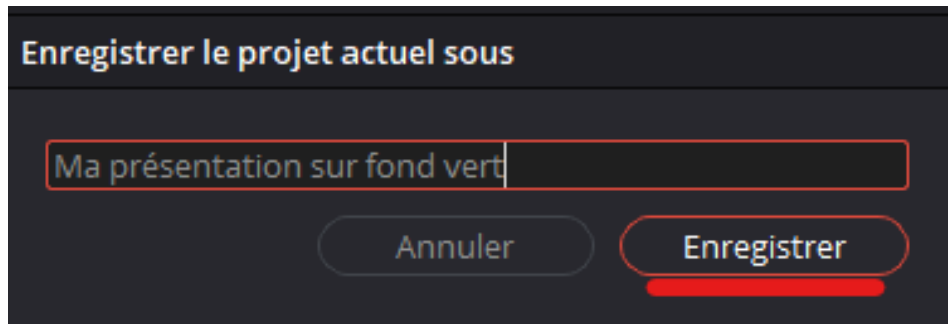 Enregistrer le projet actuel sous
Ma présentation sur fond vert
Annuler
Enregistrer